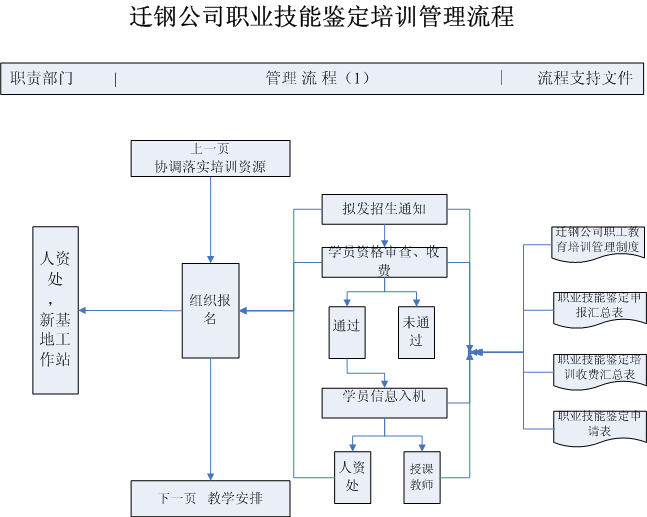 迁钢公司职业技能鉴定培训管理流程
职责部门 | 管理 流 程（1） | 流程支持文件
上一页
协调落实培训资源
拟发招生通知
学员资格审查、收
费
通过
未通
过
学员信息入机
人资
处
授课
教师
人资
处
，
新基
地工
作站
组织报
名
下一页 教学安排
迁钢公司职工教
育培训管理制度
职业技能鉴定申
报汇总表
职业技能鉴定培
训收费汇总表
职业技能鉴定申
请表